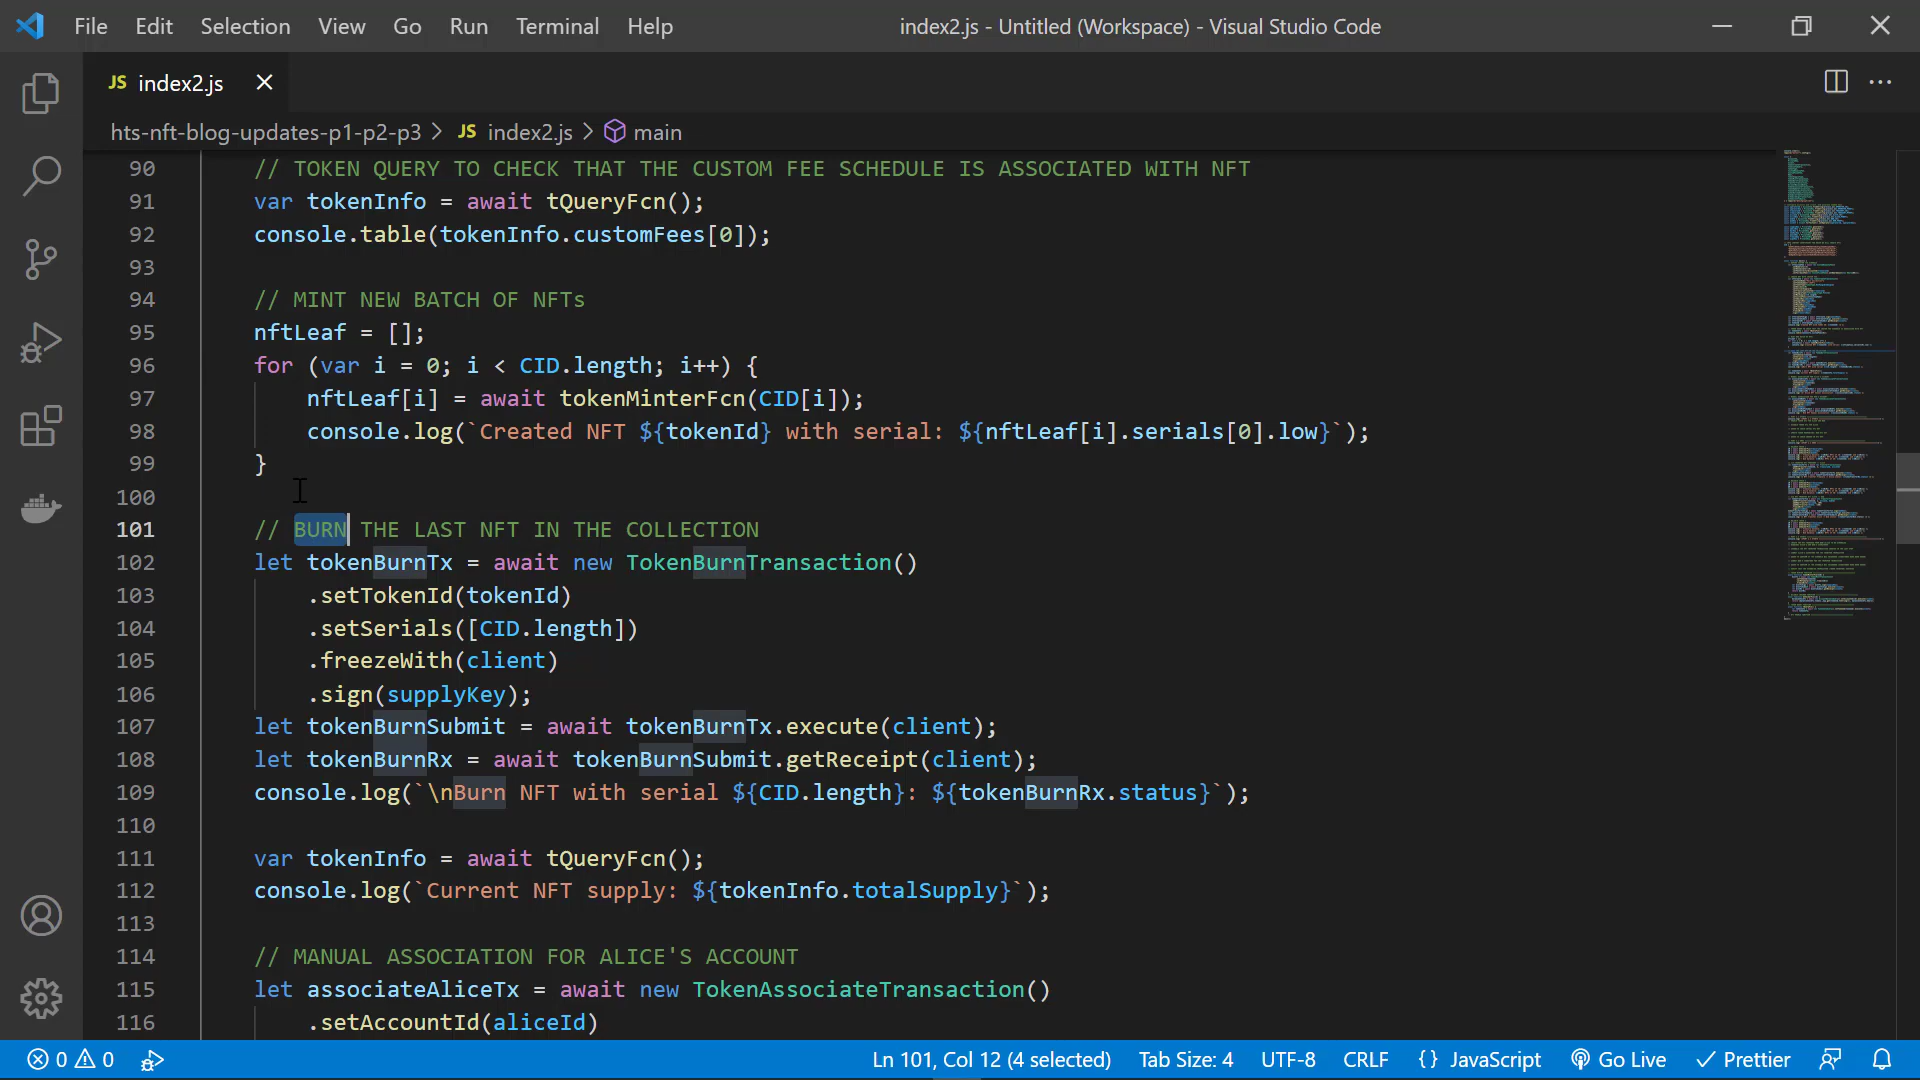 File Edit Selection View Go Run Terminal Help index2.js - Untitled (Workspace) - Visual Studio Code
JS index2.js
hts-nft-blog-updates-p1-p2-p3 > JS index2.js > main
90 // TOKEN QUERY TO CHECK THAT THE CUSTOM FEE SCHEDULE IS ASSOCIATED WITH NFT
91 var tokenInfo = await tQueryFcn();
92 console.table(tokenInfo.customFees[0]);
93
94 // MINT NEW BATCH OF NFTs
95 nftLeaf = [];
96 for (var i = 0; i < CID.length; i++) {
97 nftLeaf[i] = await tokenMinterFcn(CID[i]);
98 console.log(`Created NFT ${tokenId} with serial: ${nftLeaf[i].serials[0].low}`);
99 }
100
101 // BURN THE LAST NFT IN THE COLLECTION
102 let tokenBurnTx = await new TokenBurnTransaction()
103 .setTokenId(tokenId)
104 .setSerials([CID.length])
105 .freezeWith(client)
106 .sign(supplyKey);
107 let tokenBurnSubmit = await tokenBurnTx.execute(client);
108 let tokenBurnRx = await tokenBurnSubmit.getReceipt(client);
109 console.log(`\nBurn NFT with serial ${CID.length}: ${tokenBurnRx.status}`);
110
111 var tokenInfo = await tQueryFcn();
112 console.log(`Current NFT supply: ${tokenInfo.totalSupply}`);
113
114 // MANUAL ASSOCIATION FOR ALICE'S ACCOUNT
115 let associateAliceTx = await new TokenAssociateTransaction()
116 .setAccountId(aliceId)
0 0 Ln 101, Col 12 (4 selected) Tab Size: 4 UTF-8 CRLF {} JavaScript Go Live Prettier